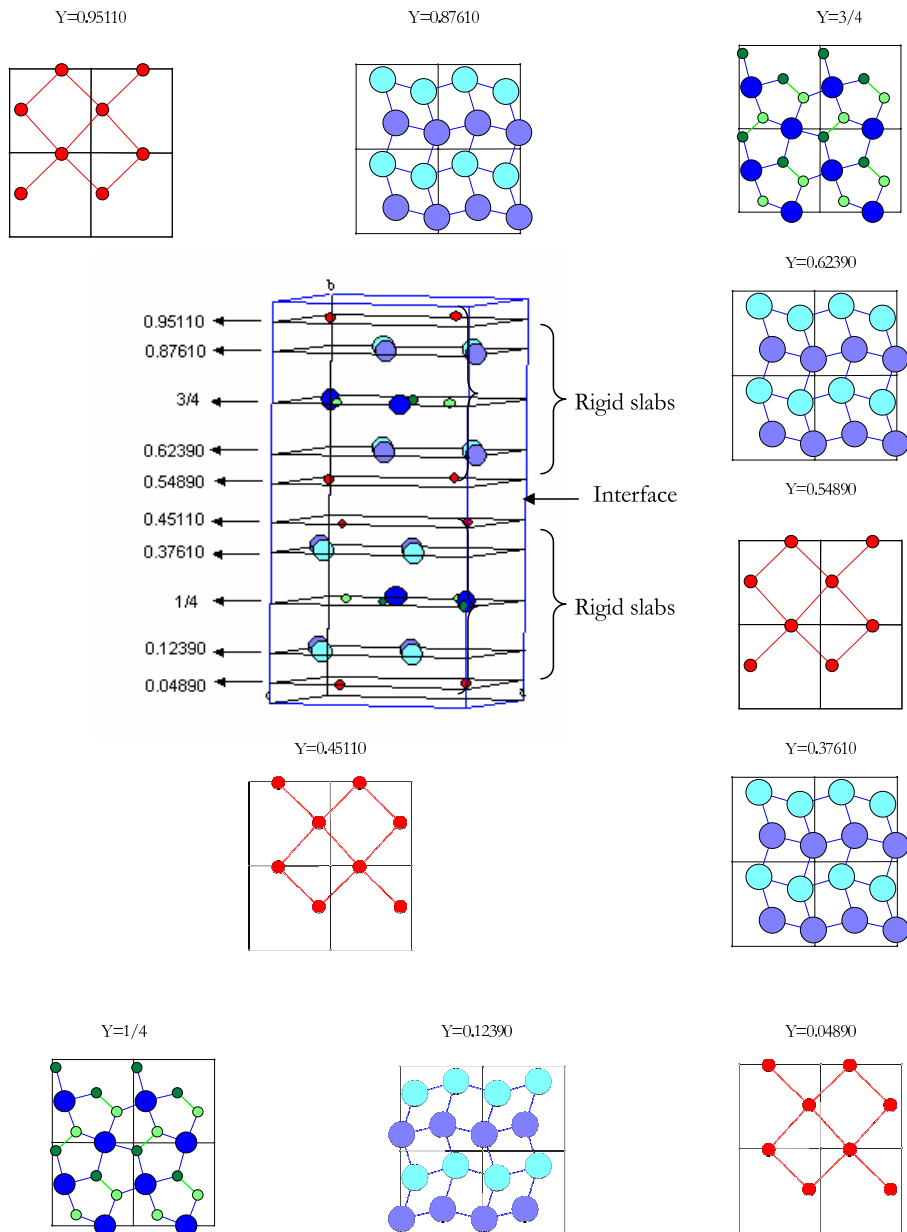 Y=0.95110
Y=0.87610
Y=3/4
Y=0.62390
b
0.95110
0.87610
3/4
0.62390
0.54890
0.45110
0.37610
1/4
0.12390
0.04890
Rigid slabs
Interface
Rigid slabs
Y=0.54890
Y=0.45110
Y=0.37610
Y=1/4
Y=0.12390
Y=0.04890